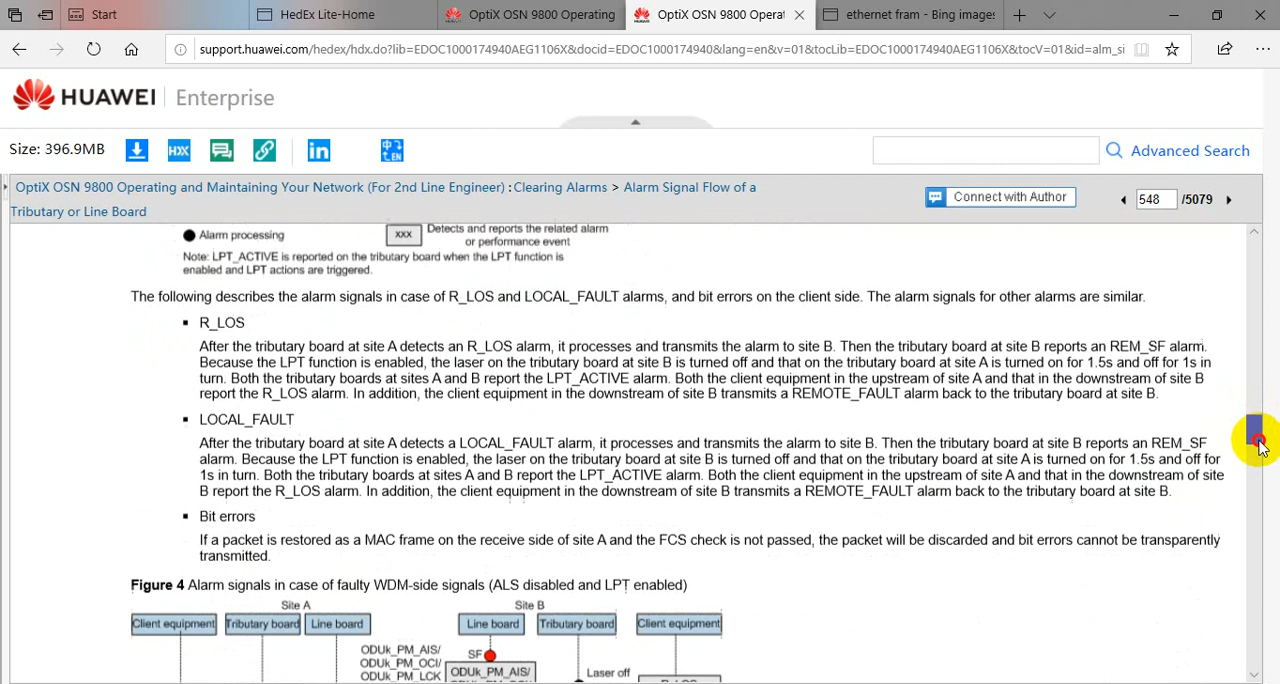 Start
HedEx Lite-Home
OptiX OSN 9800 Operating
OptiX OSN 9800 Operat
ethernet fram - Bing images
support.huawei.com/hedex/hdx.do?lib=EDOC1000174940AEG1106X&docid=EDOC1000174940&lang=en&v=01&tocLib=EDOC1000174940AEG1106X&tocV=01&id=alm_si
HUAWEI Enterprise
Size: 396.9MB
HDX
in
中
EN
Advanced Search
OptiX OSN 9800 Operating and Maintaining Your Network (For 2nd Line Engineer) : Clearing Alarms > Alarm Signal Flow of a
Tributary or Line Board
Connect with Author
548 /5079
Alarm processing
xxx
Detects and reports the related alarm
or performance event
Note: LPT_ACTIVE is reported on the tributary board when the LPT function is
enabled and LPT actions are triggered.
The following describes the alarm signals in case of R_LOS and LOCAL_FAULT alarms, and bit errors on the client side. The alarm signals for other alarms are similar.
▪ R_LOS
After the tributary board at site A detects an R_LOS alarm, it processes and transmits the alarm to site B. Then the tributary board at site B reports an REM_SF alarm.
Because the LPT function is enabled, the laser on the tributary board at site B is turned off and that on the tributary board at site A is turned on for 1.5s and off for 1s in
turn. Both the tributary boards at sites A and B report the LPT_ACTIVE alarm. Both the client equipment in the upstream of site A and that in the downstream of site B
report the R_LOS alarm. In addition, the client equipment in the downstream of site B transmits a REMOTE_FAULT alarm back to the tributary board at site B.
▪ LOCAL_FAULT
After the tributary board at site A detects a LOCAL_FAULT alarm, it processes and transmits the alarm to site B. Then the tributary board at site B reports an REM_SF
alarm. Because the LPT function is enabled, the laser on the tributary board at site B is turned off and that on the tributary board at site A is turned on for 1.5s and off for
1s in turn. Both the tributary boards at sites A and B report the LPT_ACTIVE alarm. Both the client equipment in the upstream of site A and that in the downstream of site
B report the R_LOS alarm. In addition, the client equipment in the downstream of site B transmits a REMOTE_FAULT alarm back to the tributary board at site B.
▪ Bit errors
If a packet is restored as a MAC frame on the receive side of site A and the FCS check is not passed, the packet will be discarded and bit errors cannot be transparently
transmitted.
Figure 4 Alarm signals in case of faulty WDM-side signals (ALS disabled and LPT enabled)
Site A
Site B
Client equipment
Tributary board
Line board
Line board
Tributary board
Client equipment
ODUk_PM_AIS/
ODUk_PM_OCI/
ODUk_PM_LCK
SF
ODUk_PM_AIS/
Laser off